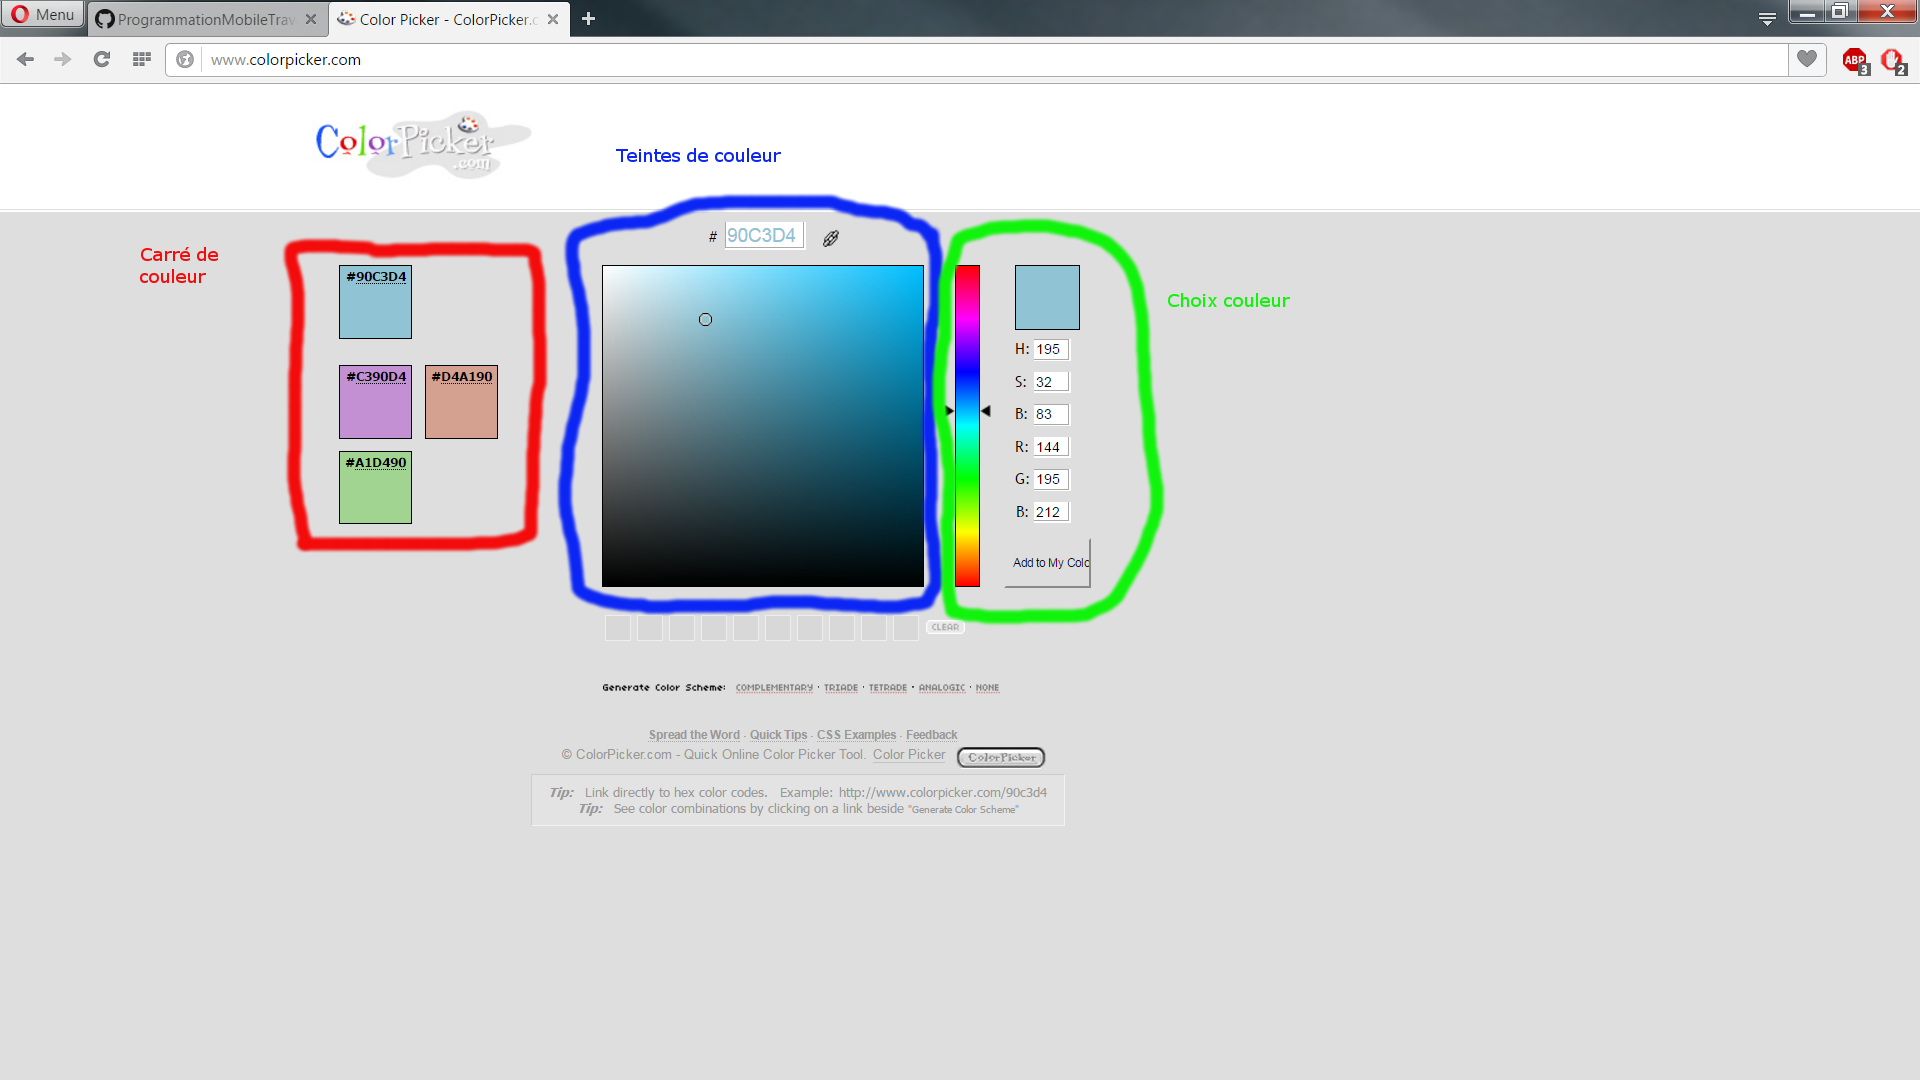 Menu
ProgrammationMobileTrav
Color Picker - ColorPicker.c
www.colorpicker.com
ABP
3
2
ColorPicker
.com
Teintes de couleur
Carré de
couleur
# 90C3D4
#90C3D4
#C390D4 #D4A190
#A1D490
Choix couleur
H: 195
S: 32
B: 83
R: 144
G: 195
B: 212
Add to My Colo
CLEAR
Generate Color Scheme: COMPLEMENTARY · TRIADE · TETRADE · ANALOGIC · NONE
Spread the Word - Quick Tips - CSS Examples - Feedback
© ColorPicker.com - Quick Online Color Picker Tool. Color Picker ColorPicker
Tip: Link directly to hex color codes. Example: http://www.colorpicker.com/90c3d4
Tip: See color combinations by clicking on a link beside "Generate Color Scheme"